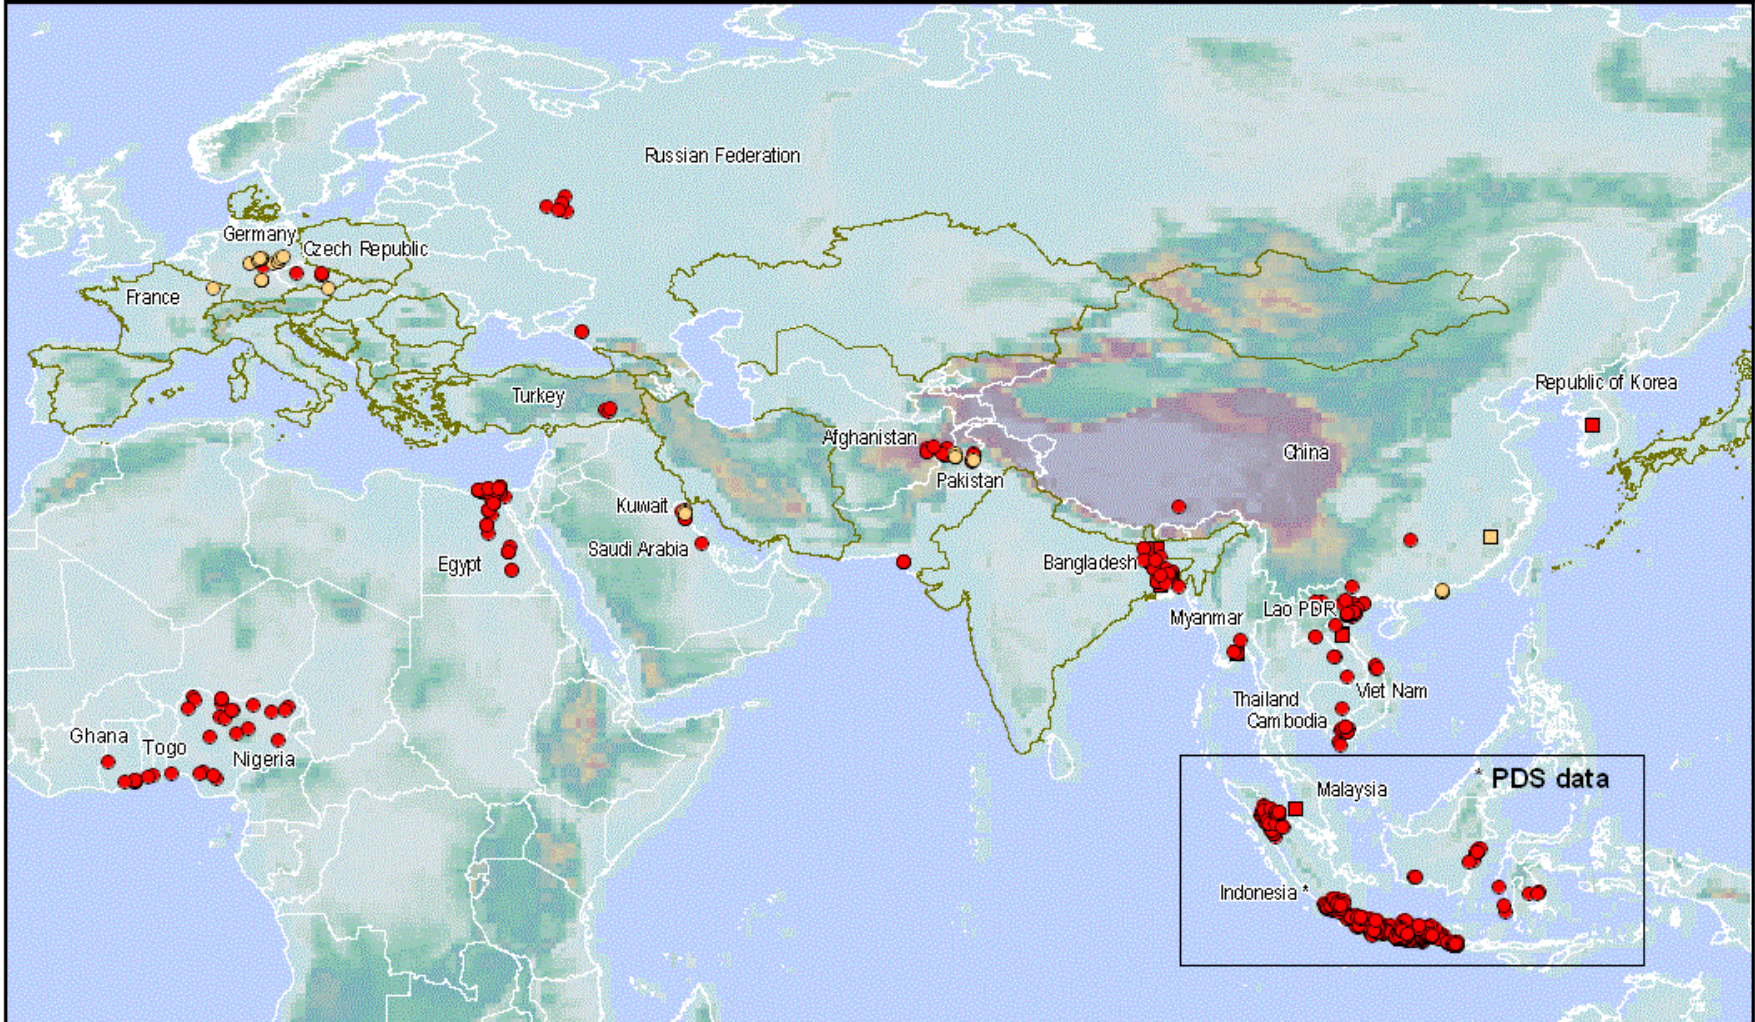 Russian Federation
Germany
Czech Republic
France
Republic of Korea
Turkey
Afghanistan
China
Pakistan
Kuwait
Saudi Arabia
Egypt
Bangladesh
Lao PDR
Myanmar
Viet Nam
Thailand
Cambodia
Ghana
Togo
Nigeria
* PDS data
Malaysia
Indonesia *